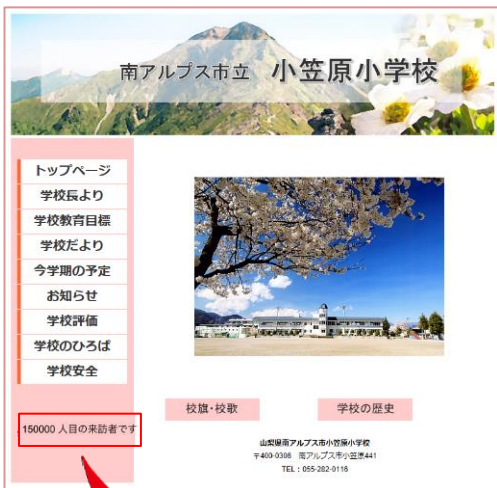 南アルプス市立 小笠原小学校
トップページ
学校長より
学校教育目標
学校だより
今学期の予定
お知らせ
学校評価
学校のひろば
学校安全
150000 人目の来訪者です
校旗・校歌
学校の歴史
山梨県南アルプス市小笠原小学校
〒400-0306 南アルプス市小笠原441
TEL : 055-282-0116